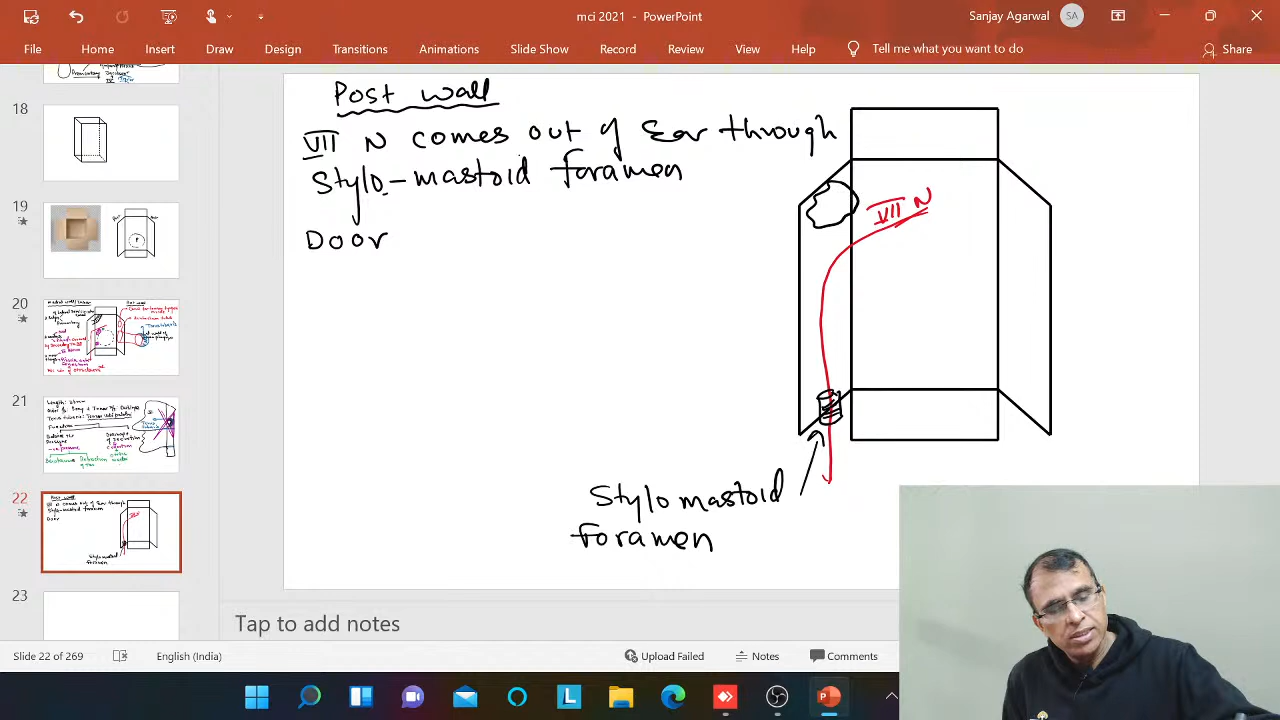 mci 2021 - PowerPoint
Sanjay Agarwal
SA
File Home Insert Draw Design Transitions Animations Slide Show Record Review View Help Tell me what you want to do Share
18
19
20
21
22
23
Post wall
VII N comes out of Ear through
Stylo-mastoid foramen
Door
VII N
Stylomastoid
foramen
Tap to add notes
Slide 22 of 269 English (India) Upload Failed Notes Comments